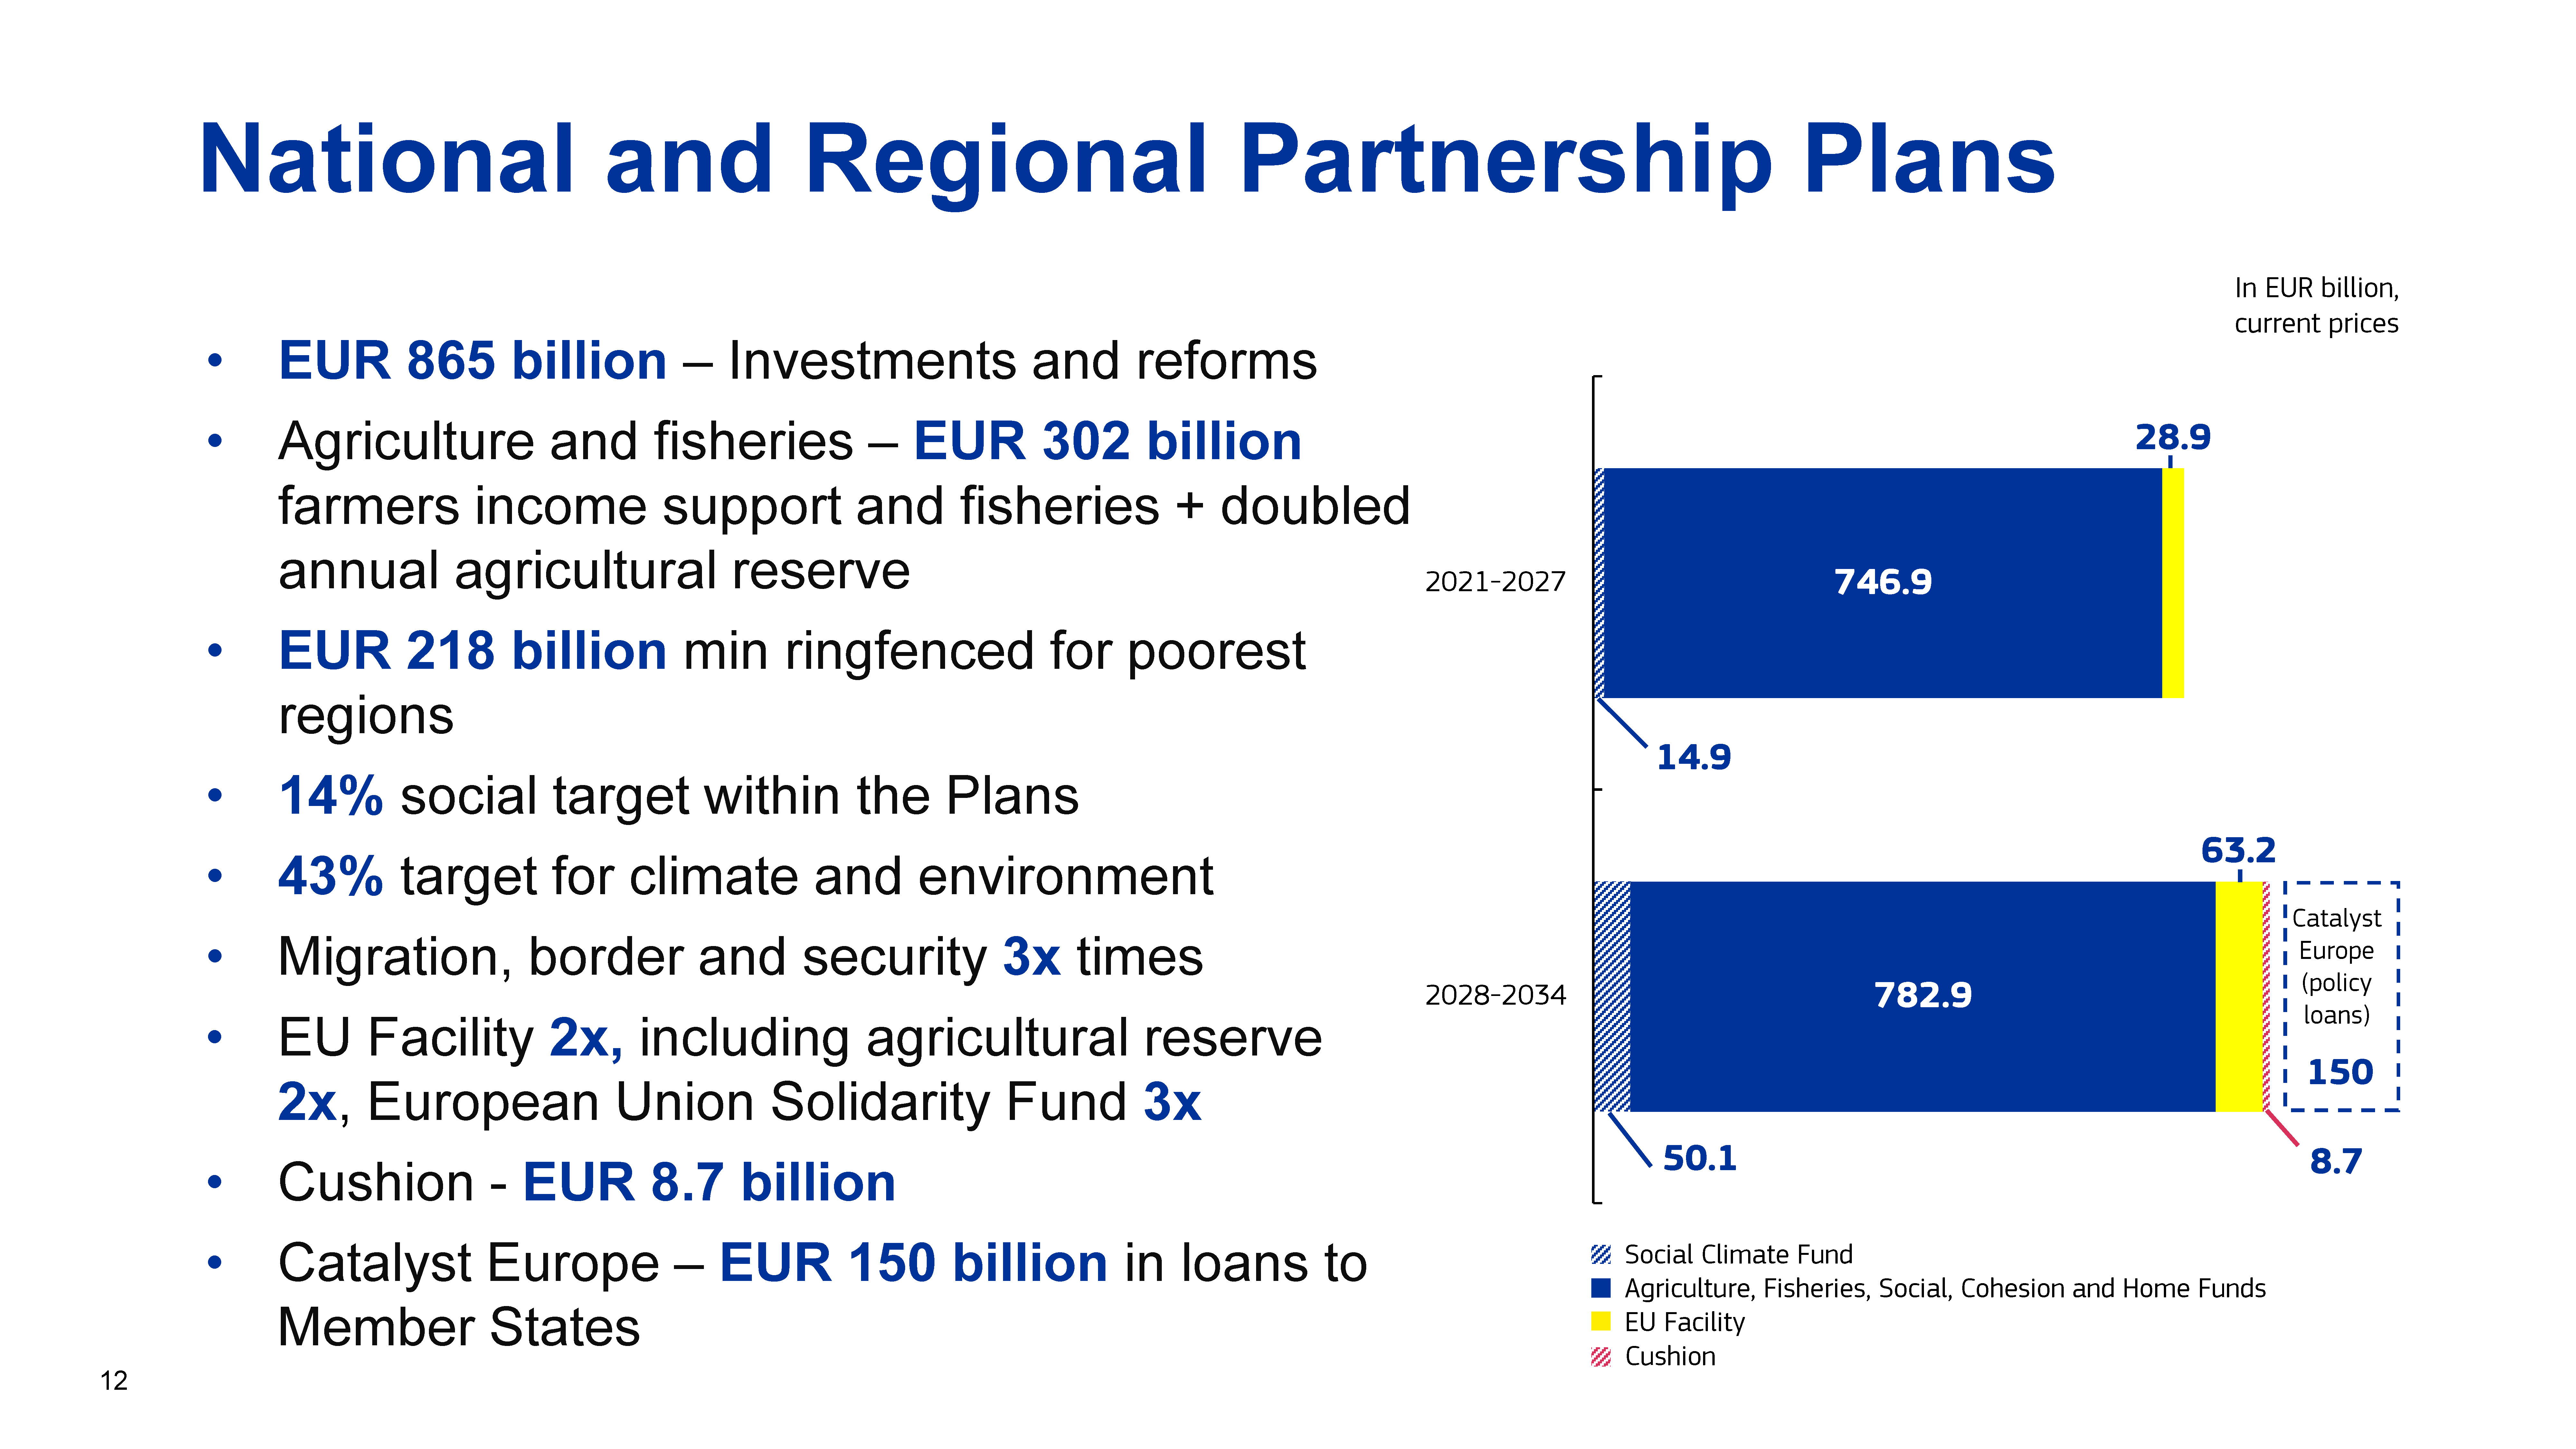 National and Regional Partnership Plans
• EUR 865 billion – Investments and reforms
• Agriculture and fisheries – EUR 302 billion
farmers income support and fisheries + doubled
annual agricultural reserve
• EUR 218 billion min ringfenced for poorest
regions
• 14% social target within the Plans
• 43% target for climate and environment
• Migration, border and security 3x times
• EU Facility 2x, including agricultural reserve
2x, European Union Solidarity Fund 3x
• Cushion - EUR 8.7 billion
• Catalyst Europe – EUR 150 billion in loans to
Member States
12
In EUR billion,
current prices
28.9
2021-2027
746.9
14.9
63.2
2028-2034
782.9
Catalyst
Europe
(policy
loans)
150
50.1
8.7
Social Climate Fund
Agriculture, Fisheries, Social, Cohesion and Home Funds
EU Facility
Cushion